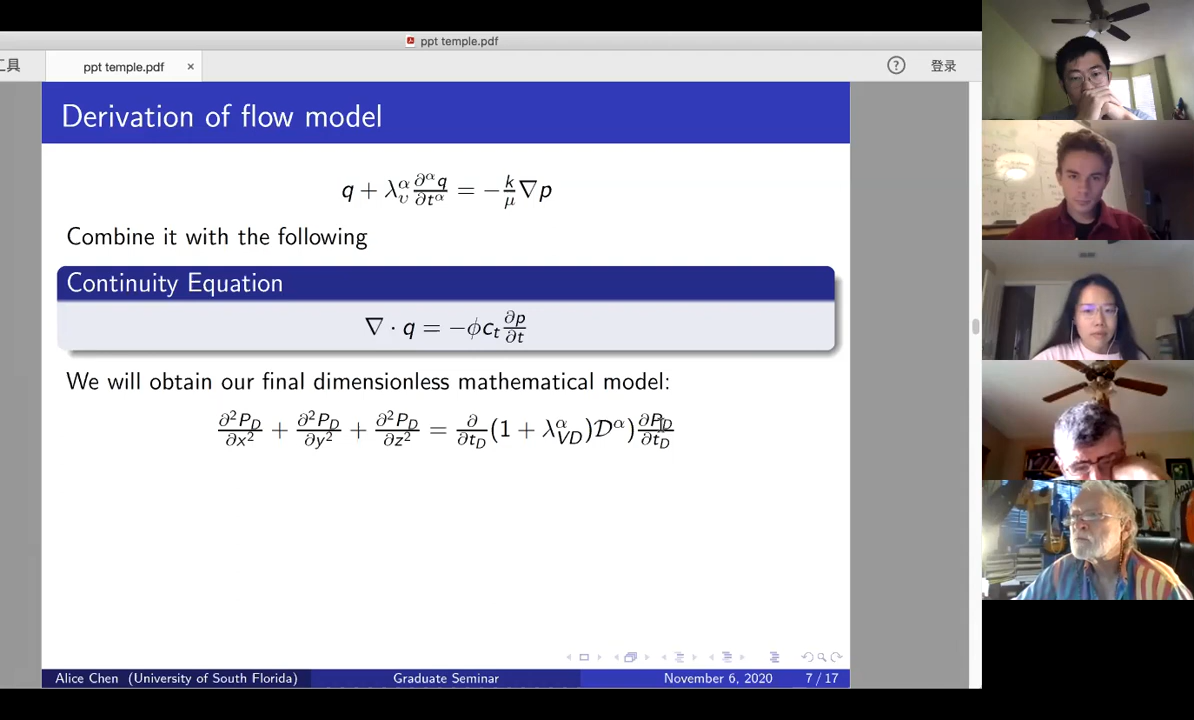 ppt temple.pdf
工具
ppt temple.pdf ×
? 登录
Derivation of flow model
q + λ_υ^α ∂^α q/∂t^α = −k/μ ∇p
Combine it with the following
Continuity Equation
∇ · q = −ϕc_t ∂p/∂t
We will obtain our final dimensionless mathematical model:
∂²P_D/∂x² + ∂²P_D/∂y² + ∂²P_D/∂z² = ∂/∂t_D (1 + λ_VD^α)𝒟^α) ∂P_D/∂t_D
Alice Chen (University of South Florida) Graduate Seminar November 6, 2020 7 / 17